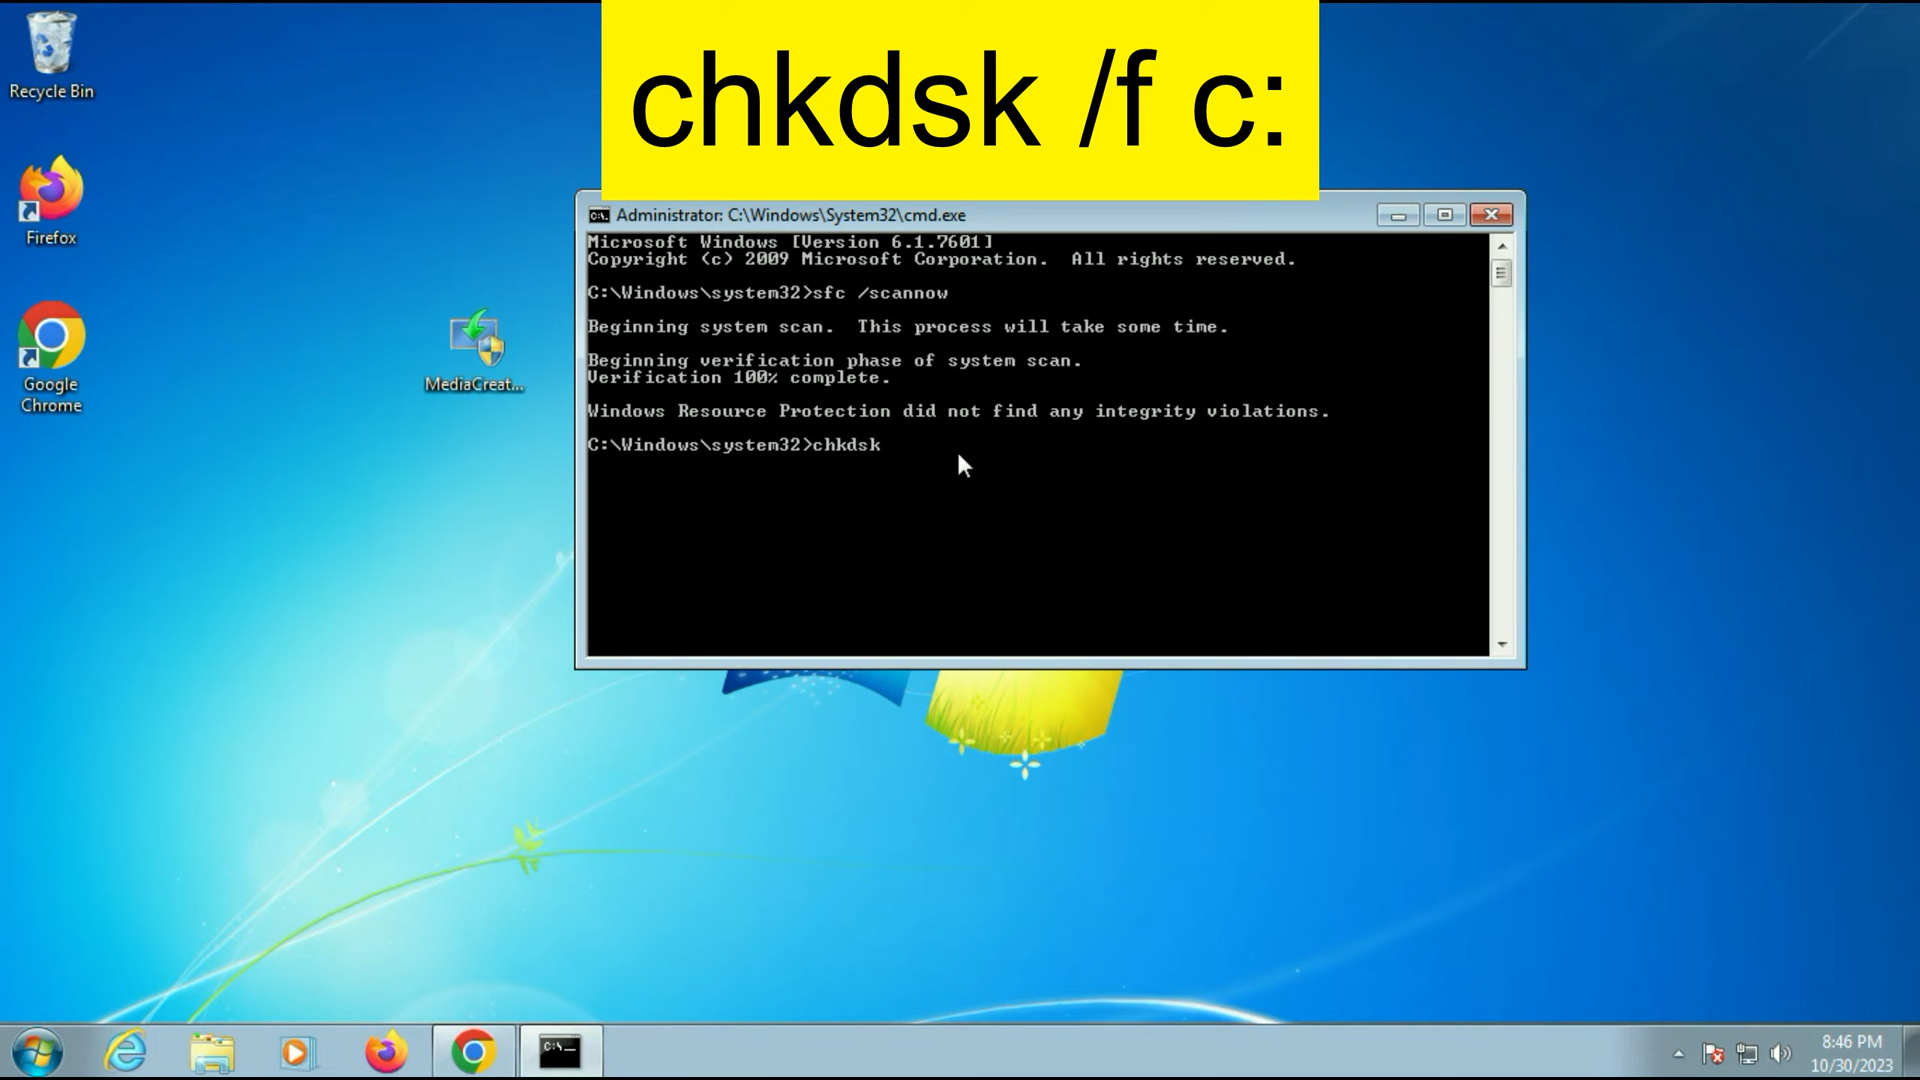 chkdsk /f c:
Recycle Bin
Firefox
Google
Chrome
MediaCreat...
Administrator: C:\Windows\System32\cmd.exe
Microsoft Windows [Version 6.1.7601]
Copyright (c) 2009 Microsoft Corporation.  All rights reserved.
C:\Windows\system32>sfc /scannow
Beginning system scan.  This process will take some time.
Beginning verification phase of system scan.
Verification 100% complete.
Windows Resource Protection did not find any integrity violations.
C:\Windows\system32>chkdsk
8:46 PM
10/30/2023